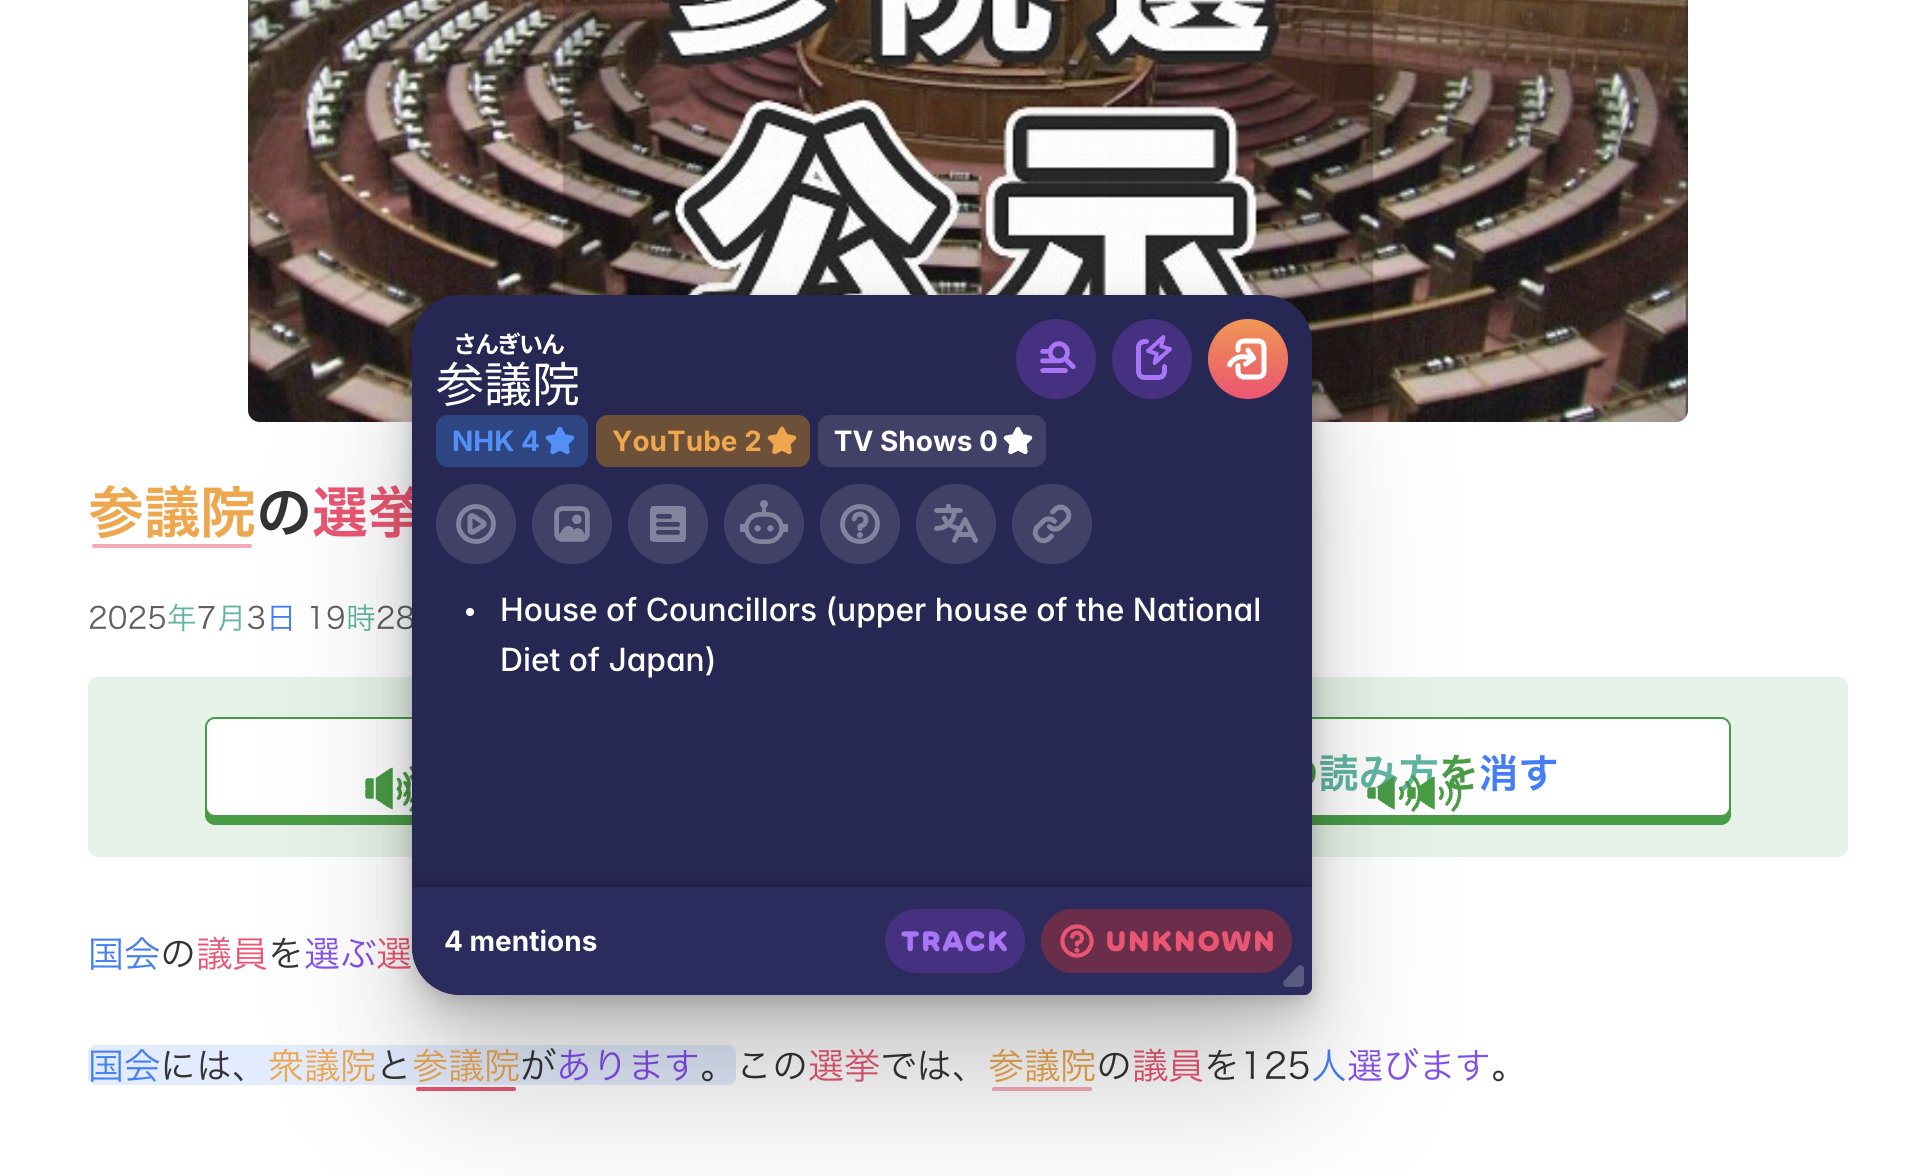 参院選
公示
さんぎいん
参議院
NHK 4
YouTube 2
TV Shows 0
House of Councillors (upper house of the National
Diet of Japan)
4 mentions
TRACK
UNKNOWN
参議院の選挙
2025年7月3日 19時28
読み方を消す
国会の議員を選ぶ選
国会には、衆議院と参議院があります。この選挙では、参議院の議員を125人選びます。